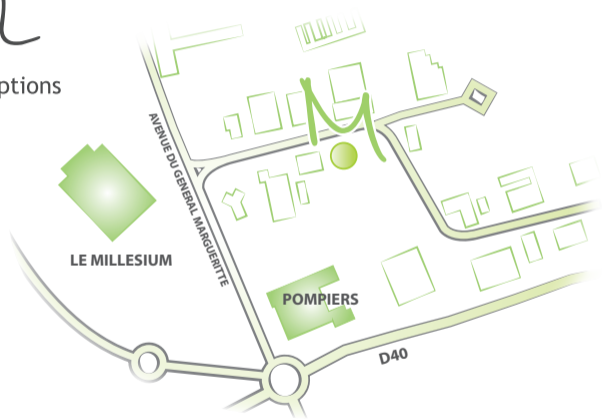 ptions
M
AVENUE DU GENERAL MARGUERITTE
LE MILLESIUM
POMPIERS
D40